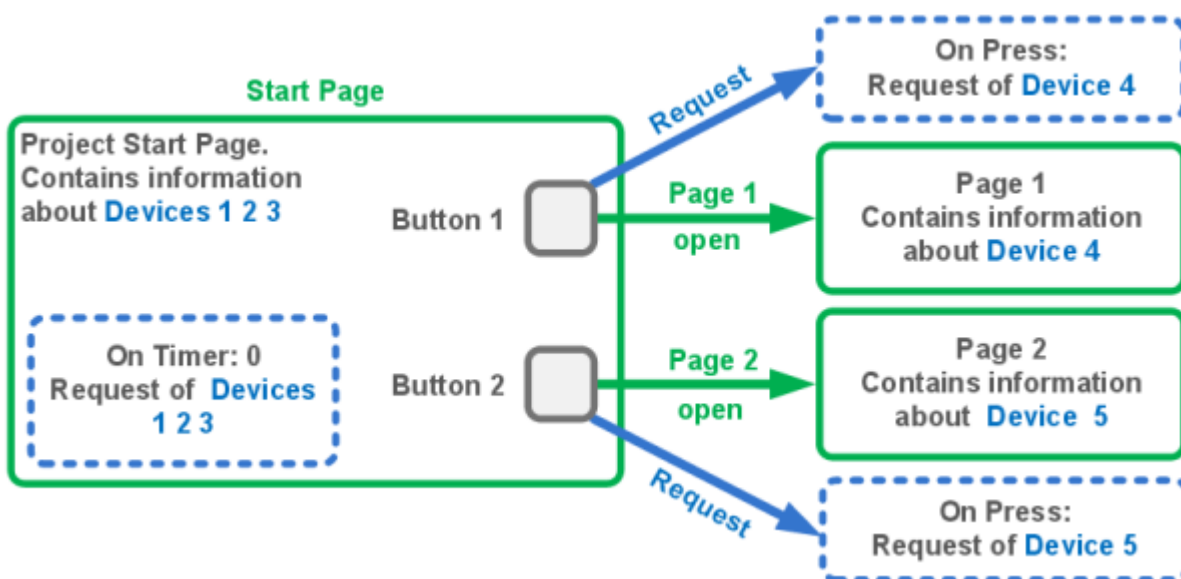 Start Page
Project Start Page.
Contains information
about Devices 1 2 3
On Timer: 0
Request of Devices
1 2 3
Button 1
Button 2
Request
Page 1
open
Page 2
open
Request
On Press:
Request of Device 4
Page 1
Contains information
about Device 4
Page 2
Contains information
about Device 5
On Press:
Request of Device 5